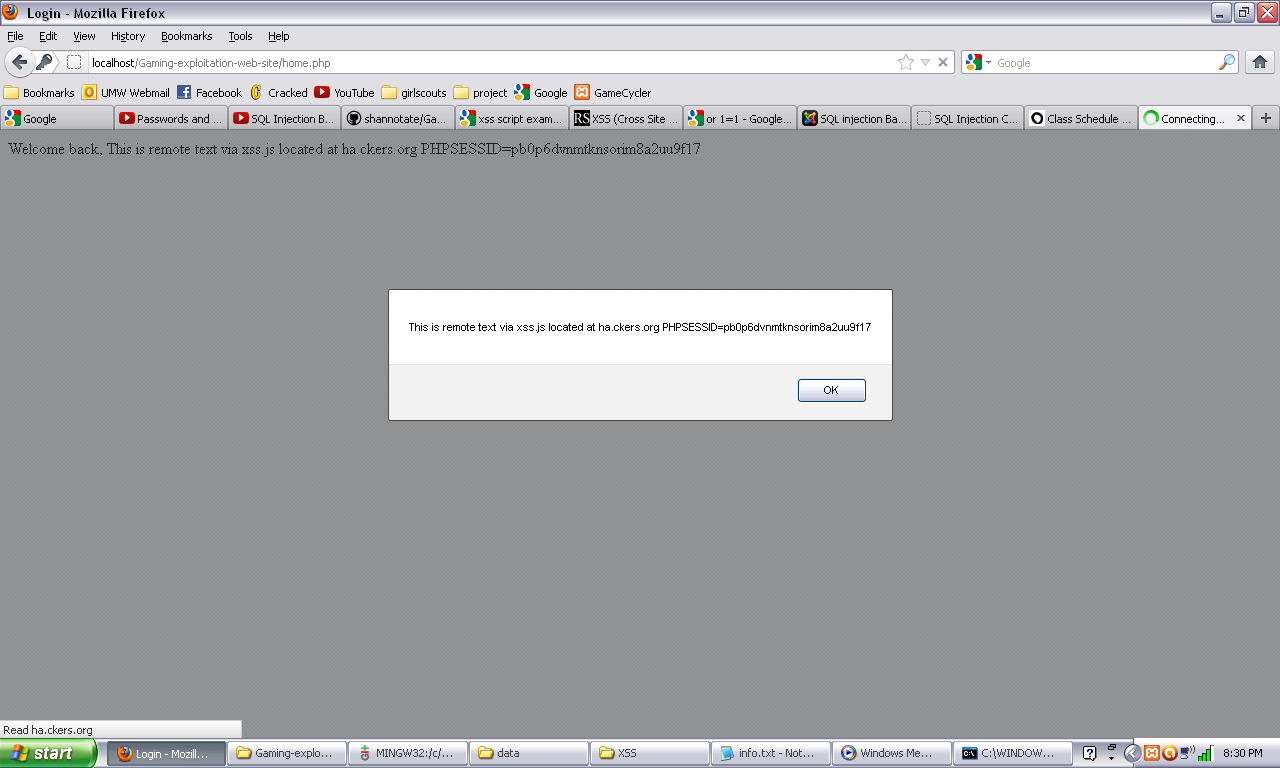 Login - Mozilla Firefox
File Edit View History Bookmarks Tools Help
localhost/Gaming-exploitation-web-site/home.php
Google
Bookmarks UMW Webmail Facebook Cracked YouTube girlscouts project Google GameCycler
Google Passwords and ... SQL Injection B... shannotate/Ga... xss script exam... RS XSS (Cross Site ... or 1=1 - Google... SQL injection Ga... SQL Injection C... Class Schedule ... Connecting...
Welcome back, This is remote text via xss.js located at ha.ckers.org PHPSESSID=pb0p6dvnmtknsorim8a2uu9f17
This is remote text via xss.js located at ha.ckers.org PHPSESSID=pb0p6dvnmtknsorim8a2uu9f17
OK
Read ha.ckers.org
start Login - Mozill... Gaming-explo... MINGW32:/c/... data XSS info.txt - Not... Windows Me... C:\WINDOW... 8:30 PM